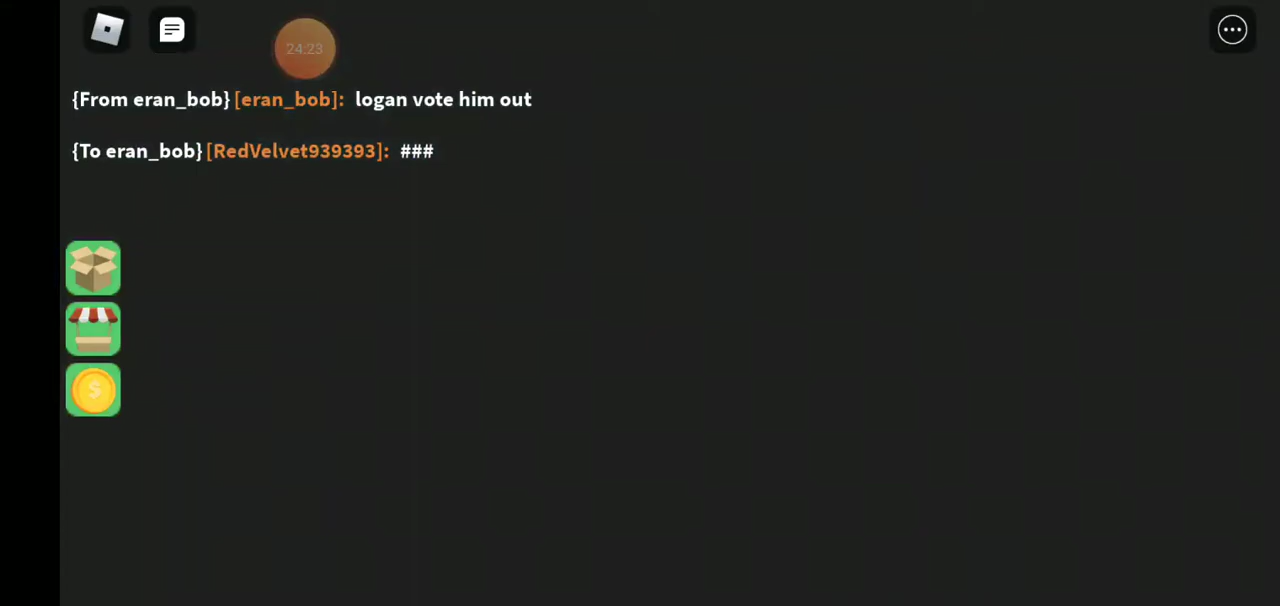 24:23
{From eran_bob} [eran_bob]: logan vote him out
{To eran_bob} [RedVelvet939393]: ###
$